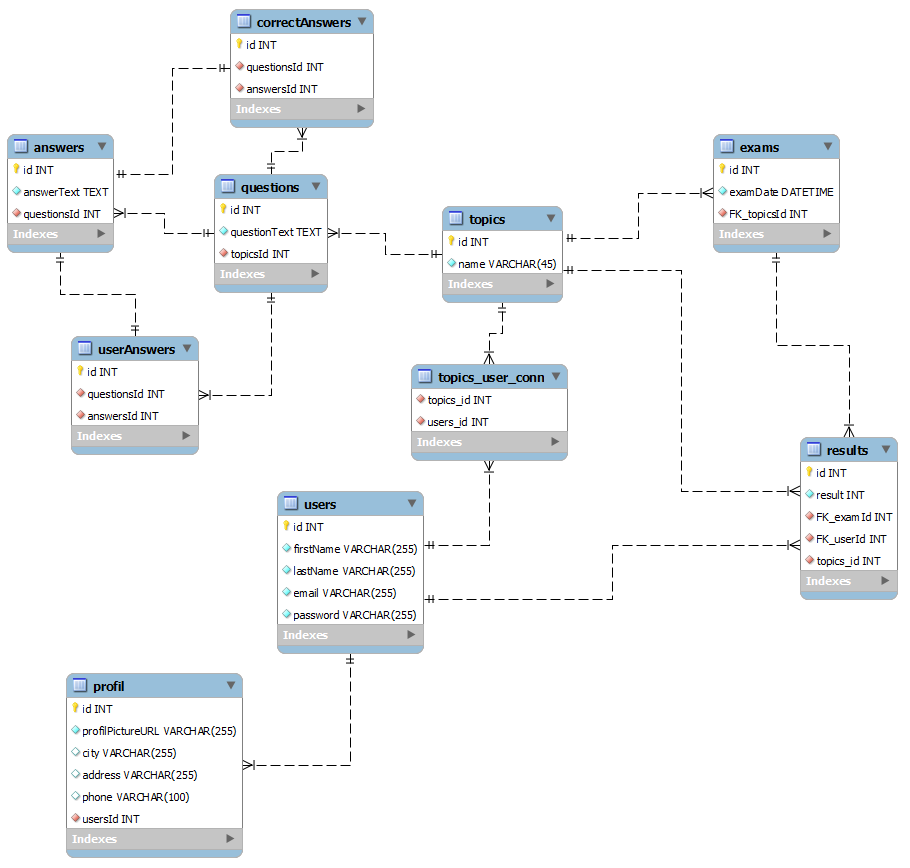 correctAnswers
id INT
questionsId INT
answersId INT
Indexes
answers
id INT
answerText TEXT
questionsId INT
Indexes
questions
id INT
questionText TEXT
topicsId INT
Indexes
topics
id INT
name VARCHAR(45)
Indexes
exams
id INT
examDate DATETIME
FK_topicsId INT
Indexes
userAnswers
id INT
questionsId INT
answersId INT
Indexes
topics_user_conn
topics_id INT
users_id INT
Indexes
results
id INT
result INT
FK_examId INT
FK_userId INT
topics_id INT
Indexes
users
id INT
firstName VARCHAR(255)
lastName VARCHAR(255)
email VARCHAR(255)
password VARCHAR(255)
Indexes
profil
id INT
profilPictureURL VARCHAR(255)
city VARCHAR(255)
address VARCHAR(255)
phone VARCHAR(100)
usersId INT
Indexes